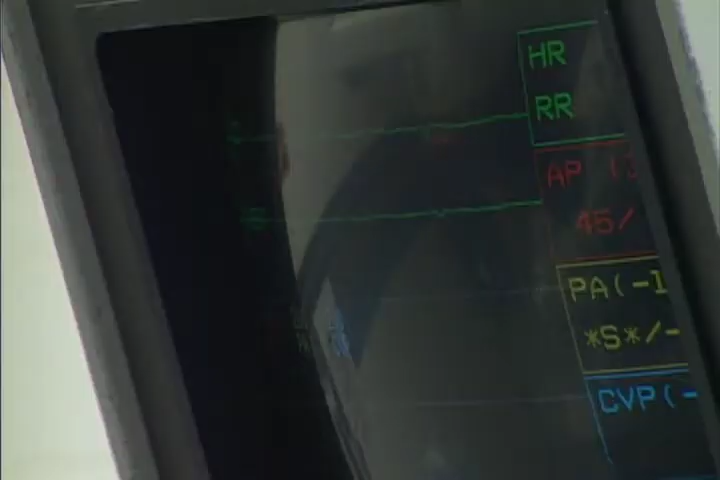 HR
RR
AP (
45/
PA(-1
*S*/-
CVP(-